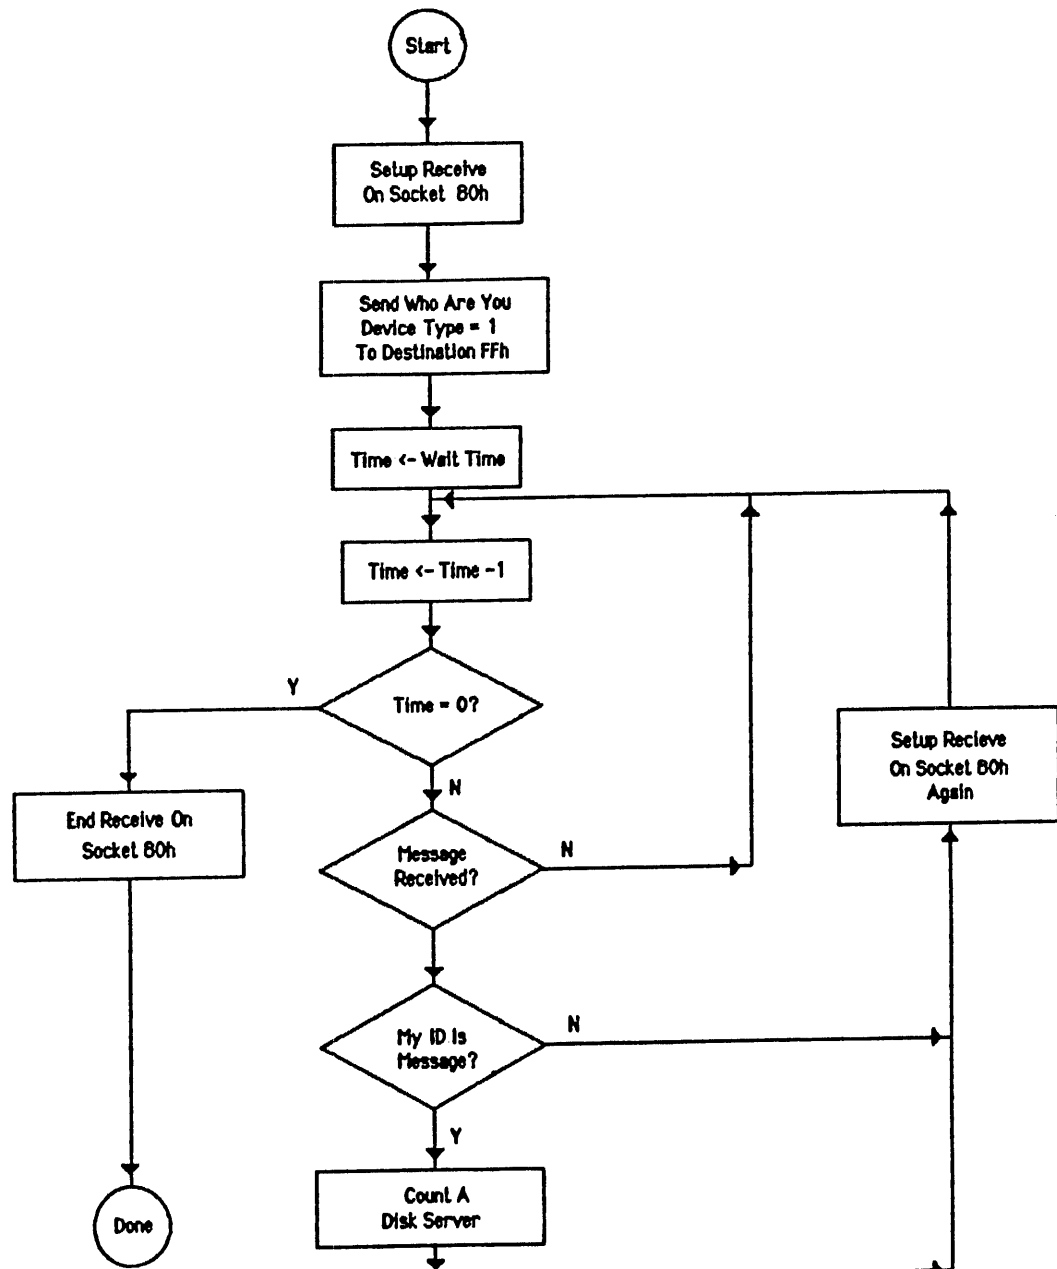 Start
Setup Receive
On Socket 80h
Send Who Are You
Device Type = 1
To Destination FFh
Time <- Wait Time
Time <- Time -1
Y
Time = 0?
N
Setup Recieve
On Socket 80h
Again
End Receive On
Socket 80h
Message
Received?
N
My ID Is
Message?
N
Y
Count A
Disk Server
Done